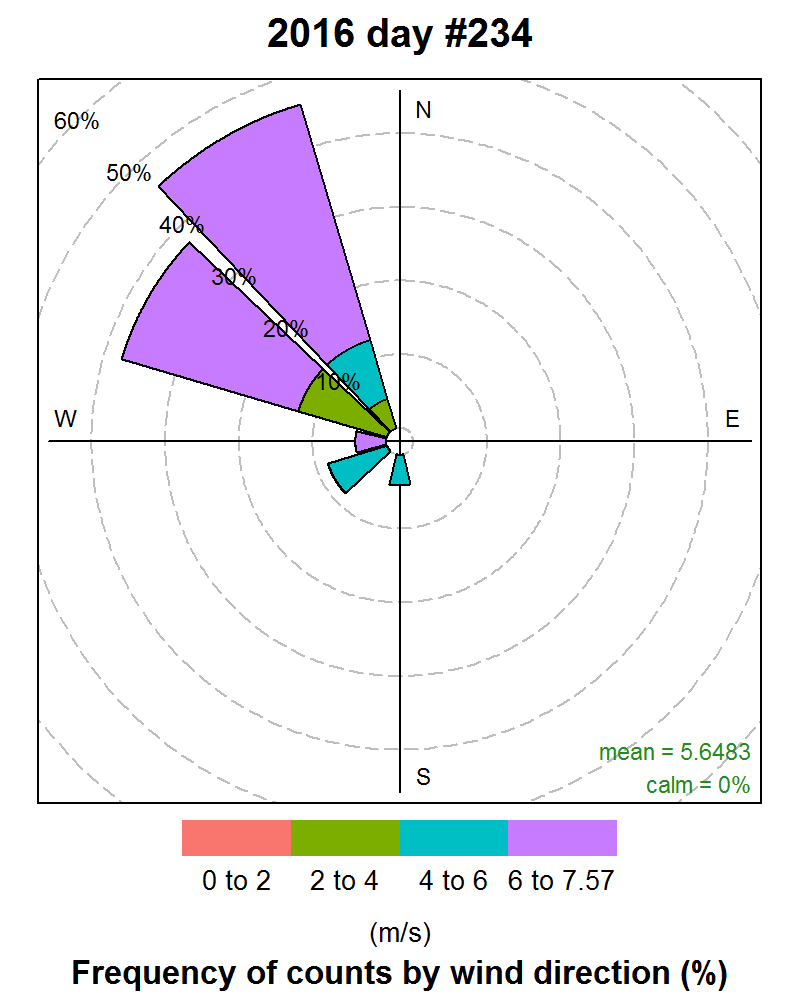 2016 day #234
N
60%
50%
40%
30%
20%
10%
W
E
mean = 5.6483
S
calm = 0%
0 to 2 2 to 4 4 to 6 6 to 7.57
(m/s)
Frequency of counts by wind direction (%)